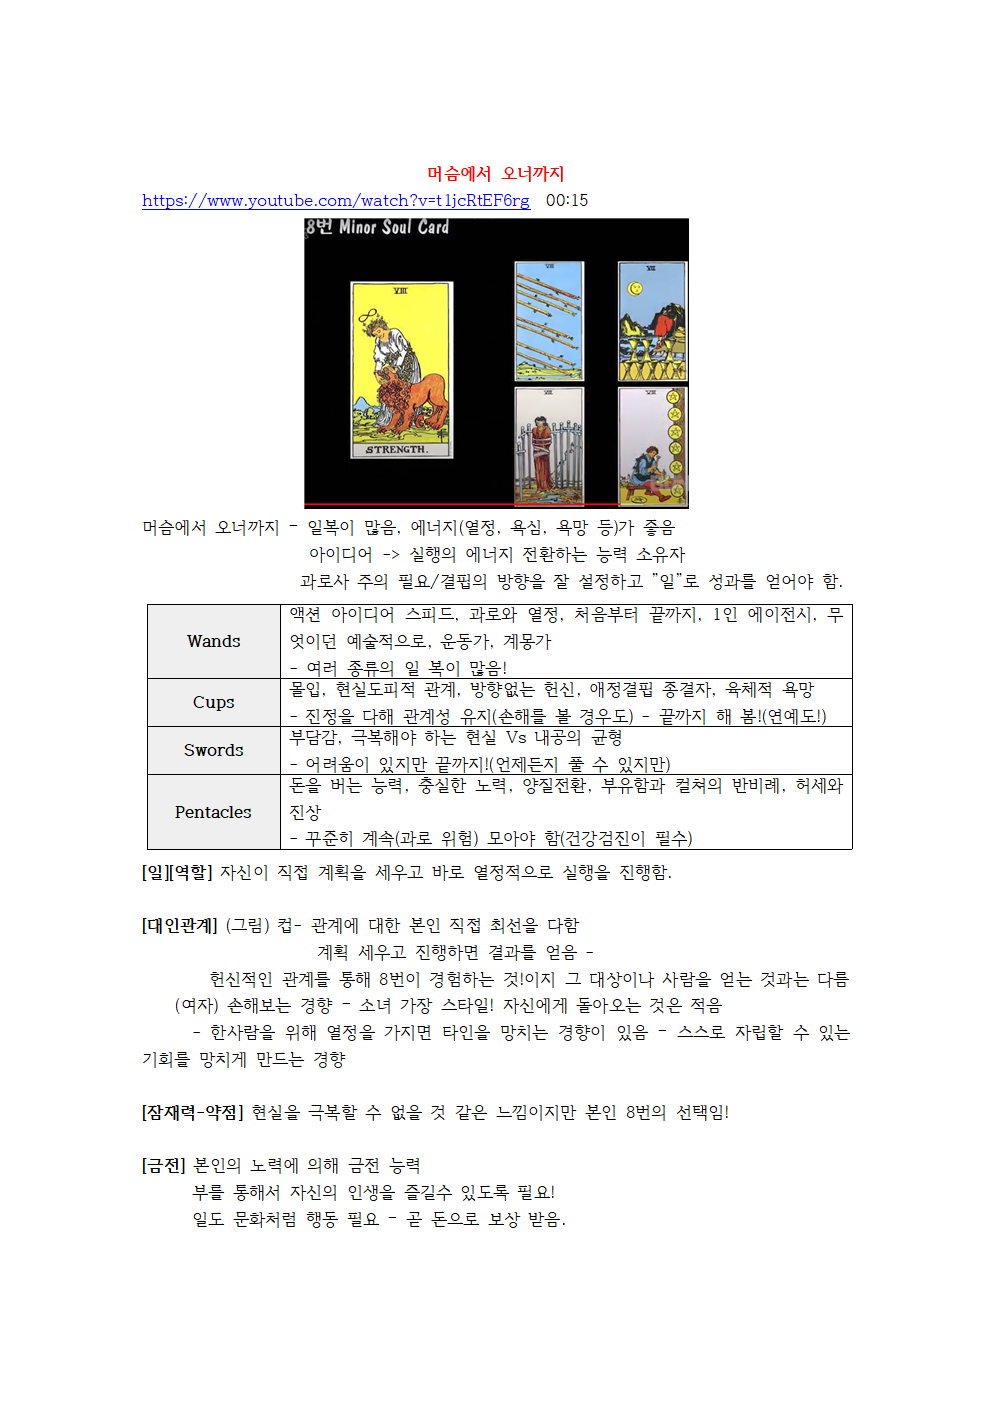 머슴에서 오너까지
https://www.youtube.com/watch?v=t1jcRtEF6rg 00:15
8번 Minor Soul Card
VIII
STRENGTH.
VIII
VIII
VIII
VIII
머슴에서 오너까지 - 일복이 많음, 에너지(열정, 욕심, 욕망 등)가 좋음
아이디어 -> 실행의 에너지 전환하는 능력 소유자
과로사 주의 필요/결핍의 방향을 잘 설정하고 "일"로 성과를 얻어야 함.
Wands
액션 아이디어 스피드, 과로와 열정, 처음부터 끝까지, 1인 에이전시, 무
엇이던 예술적으로, 운동가, 계몽가
- 여러 종류의 일 복이 많음!
Cups
몰입, 현실도피적 관계, 방향없는 헌신, 애정결핍 종결자, 육체적 욕망
- 진정을 다해 관계성 유지(손해를 볼 경우도) - 끝까지 해 봄!(연예도!)
Swords
부담감, 극복해야 하는 현실 Vs 내공의 균형
- 어려움이 있지만 끝까지!(언제든지 풀 수 있지만)
Pentacles
돈을 버는 능력, 충실한 노력, 양질전환, 부유함과 컬쳐의 반비례, 허세와
진상
- 꾸준히 계속(과로 위험) 모아야 함(건강검진이 필수)
[일][역할] 자신이 직접 계획을 세우고 바로 열정적으로 실행을 진행함.
[대인관계] (그림) 컵- 관계에 대한 본인 직접 최선을 다함
계획 세우고 진행하면 결과를 얻음 -
헌신적인 관계를 통해 8번이 경험하는 것!이지 그 대상이나 사람을 얻는 것과는 다름
(여자) 손해보는 경향 - 소녀 가장 스타일! 자신에게 돌아오는 것은 적음
- 한사람을 위해 열정을 가지면 타인을 망치는 경향이 있음 - 스스로 자립할 수 있는
기회를 망치게 만드는 경향
[잠재력-약점] 현실을 극복할 수 없을 것 같은 느낌이지만 본인 8번의 선택임!
[금전] 본인의 노력에 의해 금전 능력
부를 통해서 자신의 인생을 즐길수 있도록 필요!
일도 문화처럼 행동 필요 - 곧 돈으로 보상 받음.